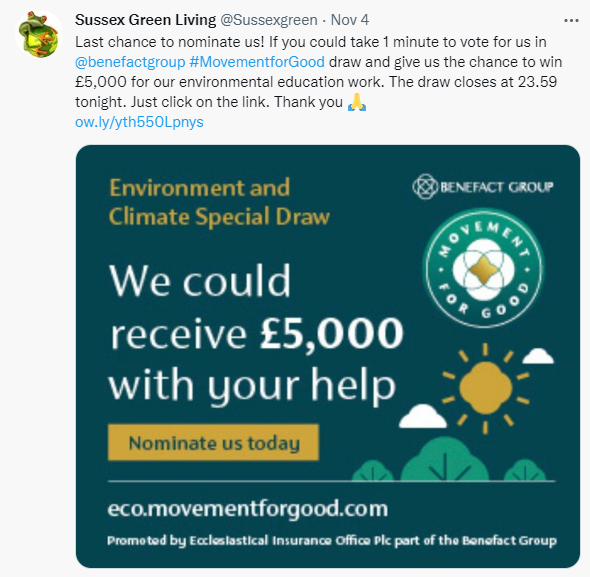 Sussex Green Living @Sussexgreen · Nov 4
Last chance to nominate us! If you could take 1 minute to vote for us in
@benefactgroup #MovementforGood draw and give us the chance to win
£5,000 for our environmental education work. The draw closes at 23.59
tonight. Just click on the link. Thank you 🙏
ow.ly/yth550Lpnys
Environment and
Climate Special Draw
BENEFACT GROUP
MOVEMENT
FOR GOOD
We could
receive £5,000
with your help
Nominate us today
eco.movementforgood.com
Promoted by Ecclesiastical Insurance Office Plc part of the Benefact Group